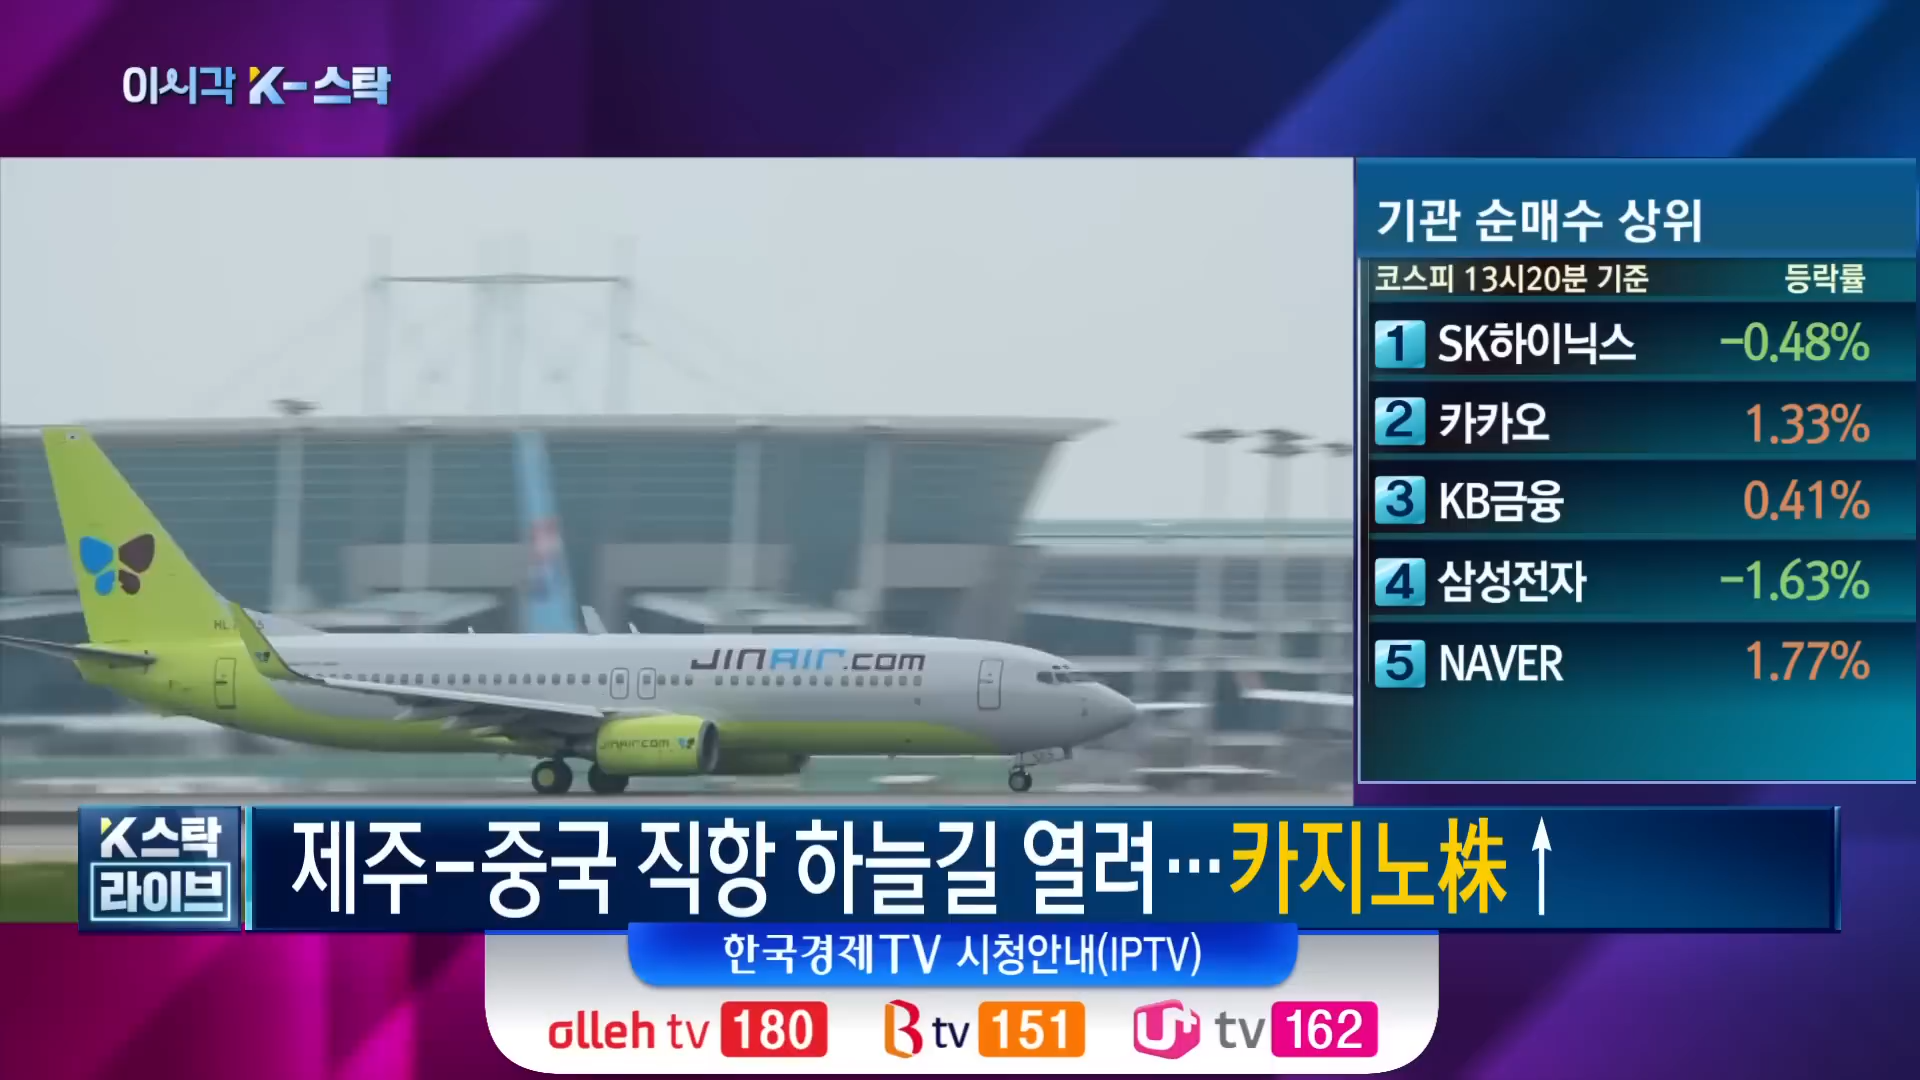 이시각 K-스탁
기관 순매수 상위
코스피 13시20분 기준 등락률
1 SK하이닉스 -0.48%
2 카카오 1.33%
3 KB금융 0.41%
4 삼성전자 -1.63%
5 NAVER 1.77%
JINAIR.com
JINAIR.COM
K스탁
라이브
제주-중국 직항 하늘길 열려…카지노株↑
한국경제TV 시청안내(IPTV)
olleh tv 180 B tv 151 U+ tv 162